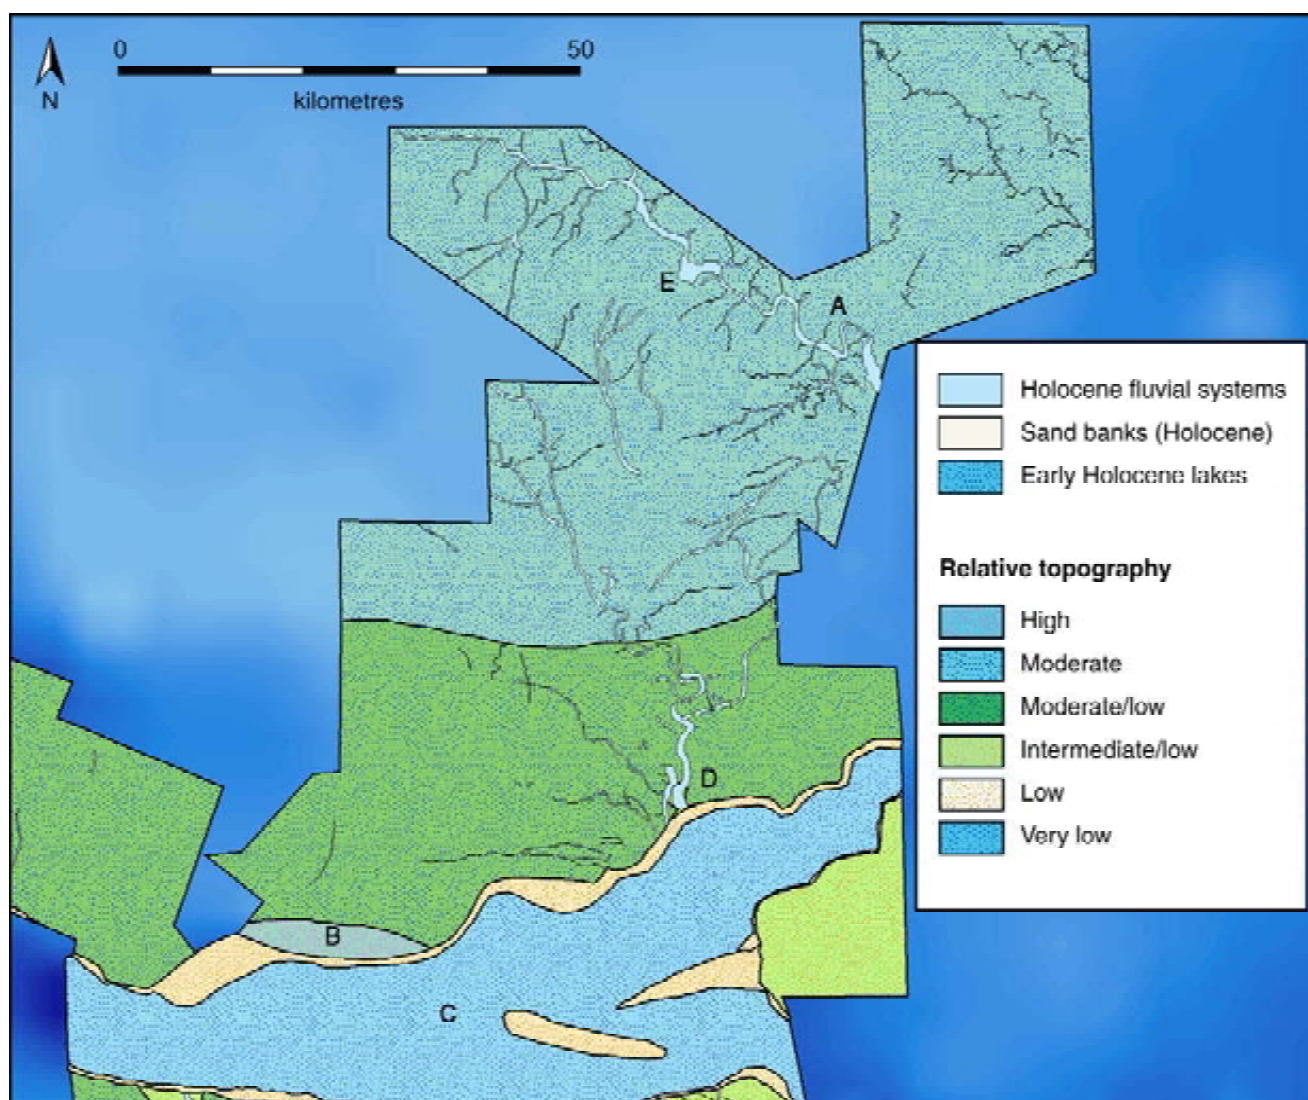 0 50
N kilometres
E
A
Holocene fluvial systems
Sand banks (Holocene)
Early Holocene lakes
Relative topography
High
Moderate
Moderate/low
Intermediate/low
Low
Very low
D
B
C